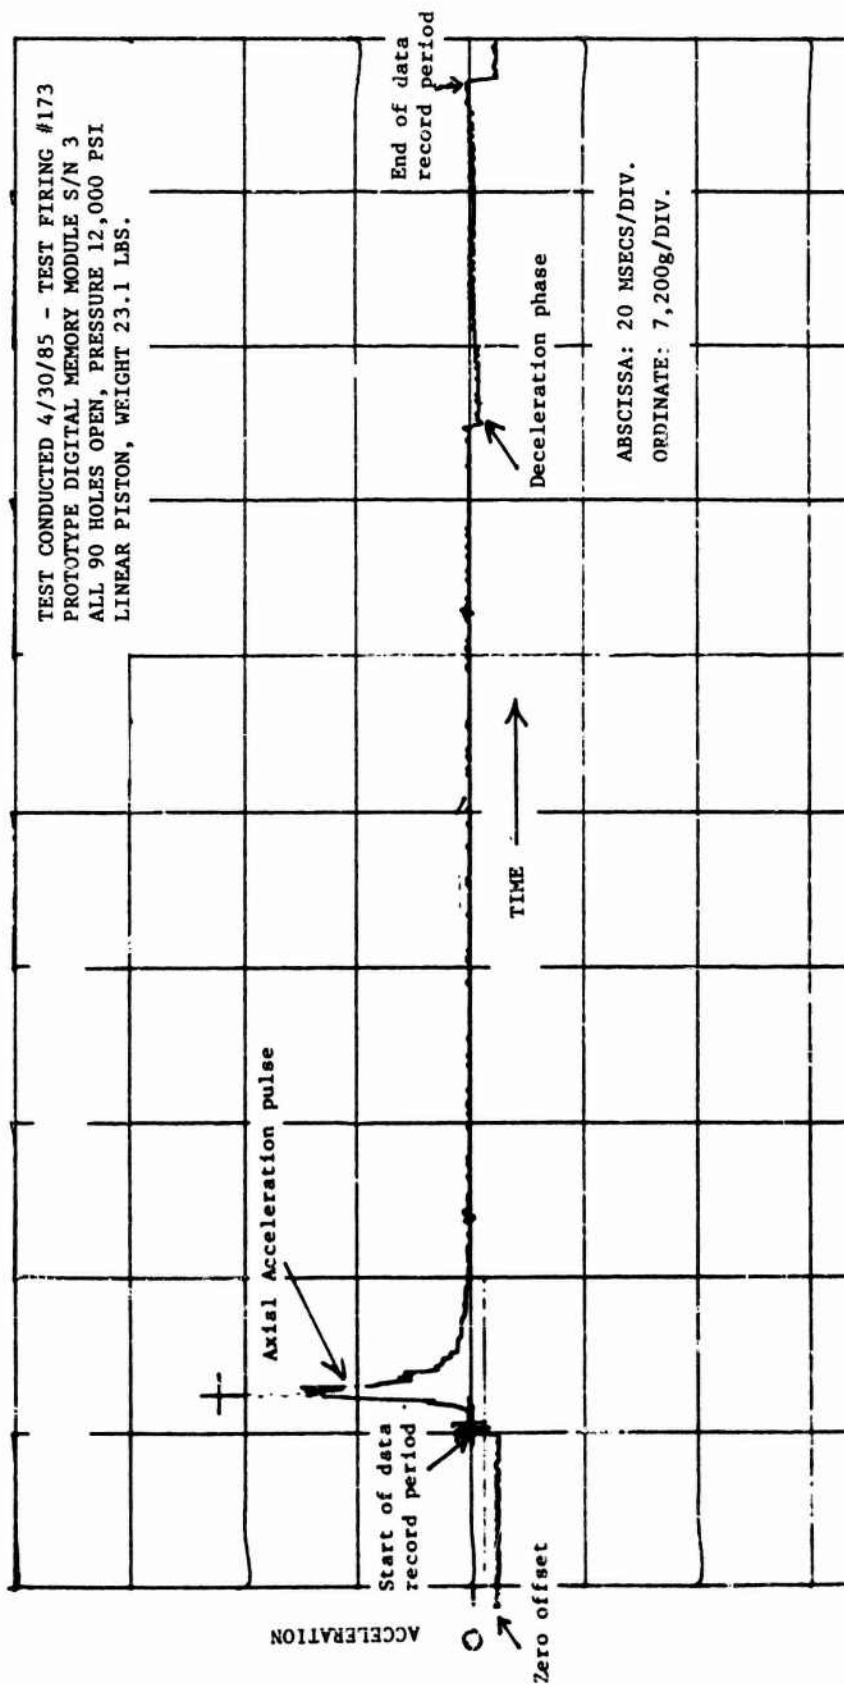 TEST CONDUCTED 4/30/85 - TEST FIRING #173
PROTOTYPE DIGITAL MEMORY MODULE S/N 3
ALL 90 HOLES OPEN, PRESSURE 12,000 PSI
LINEAR PISTON, WEIGHT 23.1 LBS.
End of data
record period
Axial Acceleration pulse
Start of data
record period
Deceleration phase
ACCELERATION
0
Zero offset
TIME
ABSCISSA: 20 MSECS/DIV.
ORDINATE: 7,200g/DIV.